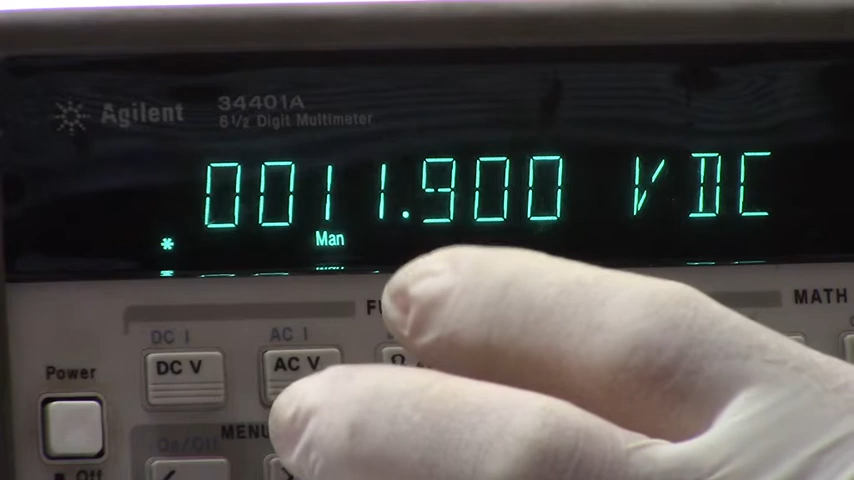 Agilent 34401A
6½ Digit Multimeter
0011.900 VDC
* Man
MATH
DC I AC I
DC V AC V Ω
Power
On/Off MENU
Off